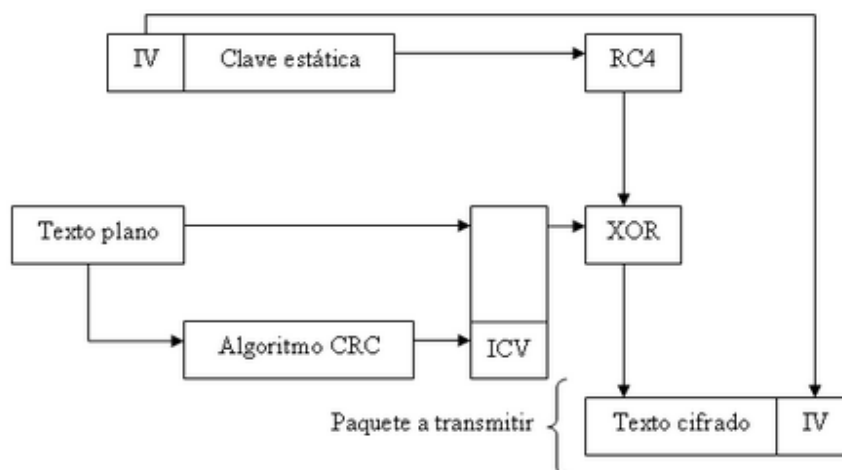 IV
Clave estática
RC4
Texto plano
XOR
Algoritmo CRC
ICV
Paquete a transmitir
Texto cifrado
IV